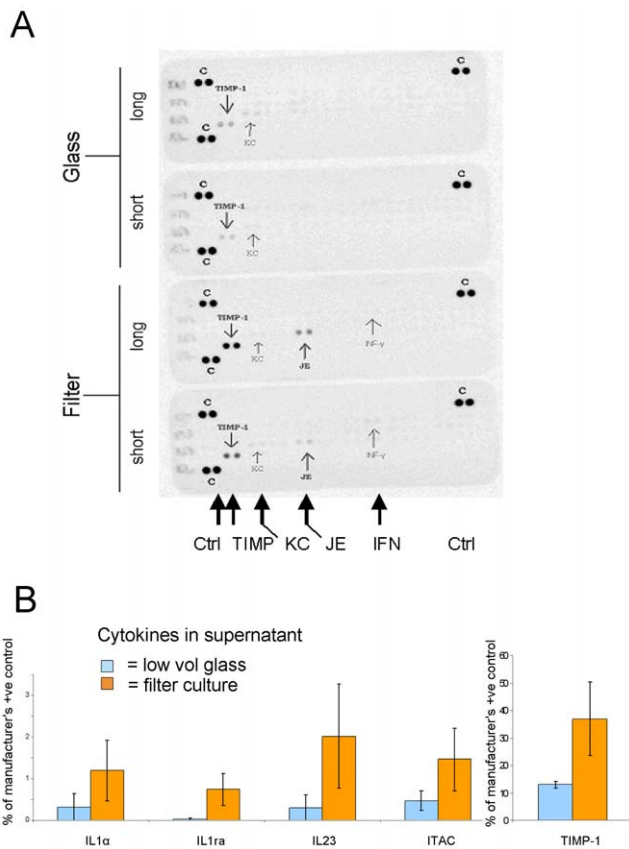 A
Glass
long
C
C
TIMP-1
C
KC
short
C
C
TIMP-1
KC
C
Filter
long
C
C
TIMP-1
KC
INF-γ
C
JE
short
C
C
TIMP-1
KC
INF-γ
C
JE
Ctrl TIMP KC JE IFN Ctrl
B
Cytokines in supernatant
= low vol glass
= filter culture
% of manufacturer's +ve control
3
2
1
0
IL1α IL1ra IL23 ITAC
% of manufacturer's +ve control
60
50
40
30
20
10
0
TIMP-1